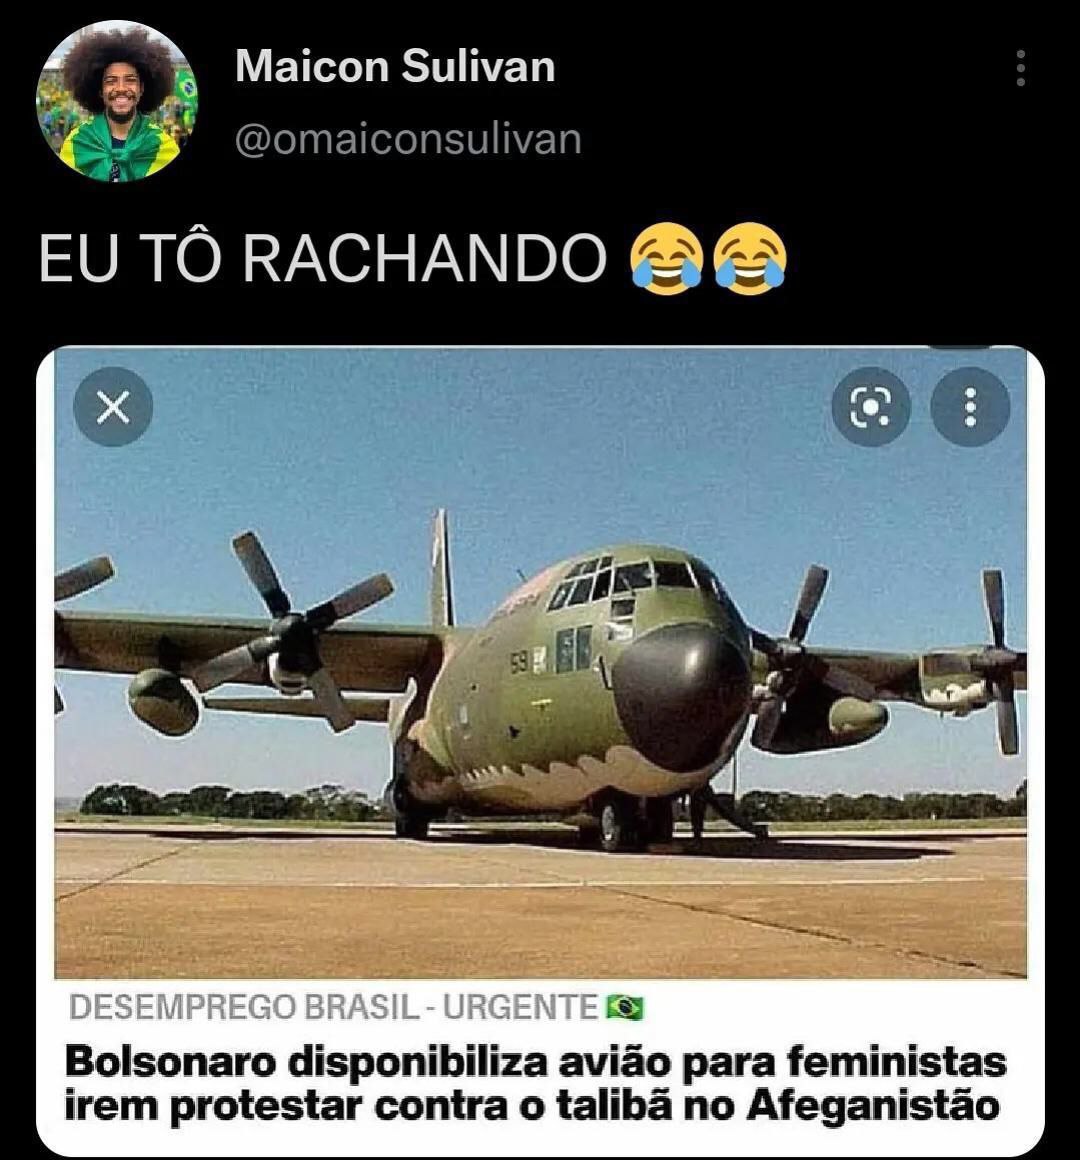 Maicon Sulivan
@omaiconsulivan
EU TÔ RACHANDO 😂😂
59
DESEMPREGO BRASIL - URGENTE 🇧🇷
Bolsonaro disponibiliza avião para feministas
irem protestar contra o talibã no Afeganistão